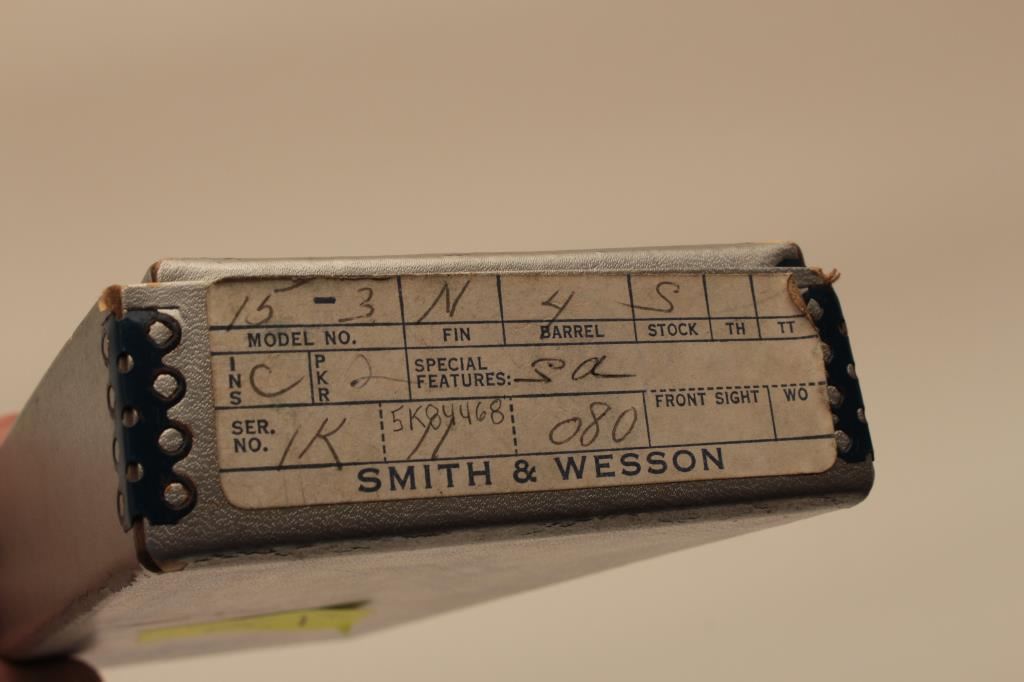 15 - 3 N 4 S
MODEL NO. FIN BARREL STOCK TH TT
INS C PKR 2 SPECIAL FEATURES: Sa
SER. NO. 1K 11 080 FRONT SIGHT WO
5K84468
SMITH & WESSON
1